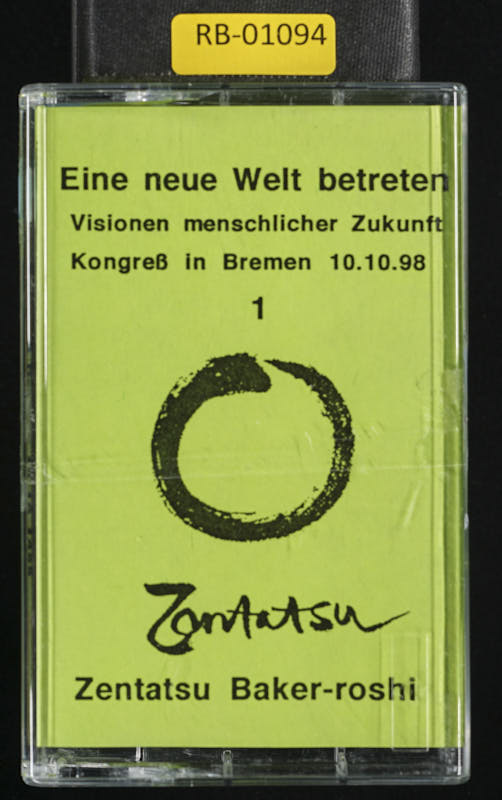 RB-01094
Eine neue Welt betreten
Visionen menschlicher Zukunft
Kongreß in Bremen 10.10.98
1
Zentatsu
Zentatsu Baker-roshi